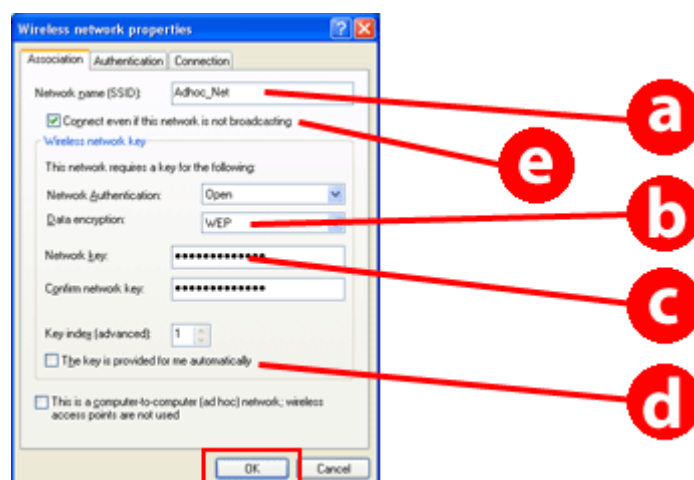 Wireless network properties
Association Authentication Connection
Network name (SSID): Adhoc_Net
a
Connect even if this network is not broadcasting
e
Wireless network key
This network requires a key for the following:
Network Authentication: Open
Data encryption: WEP
b
Network key: •••••••••••••
c
Confirm network key: •••••••••••••
Key index (advanced): 1
The key is provided for me automatically
d
This is a computer-to-computer (ad hoc) network; wireless
access points are not used
OK Cancel